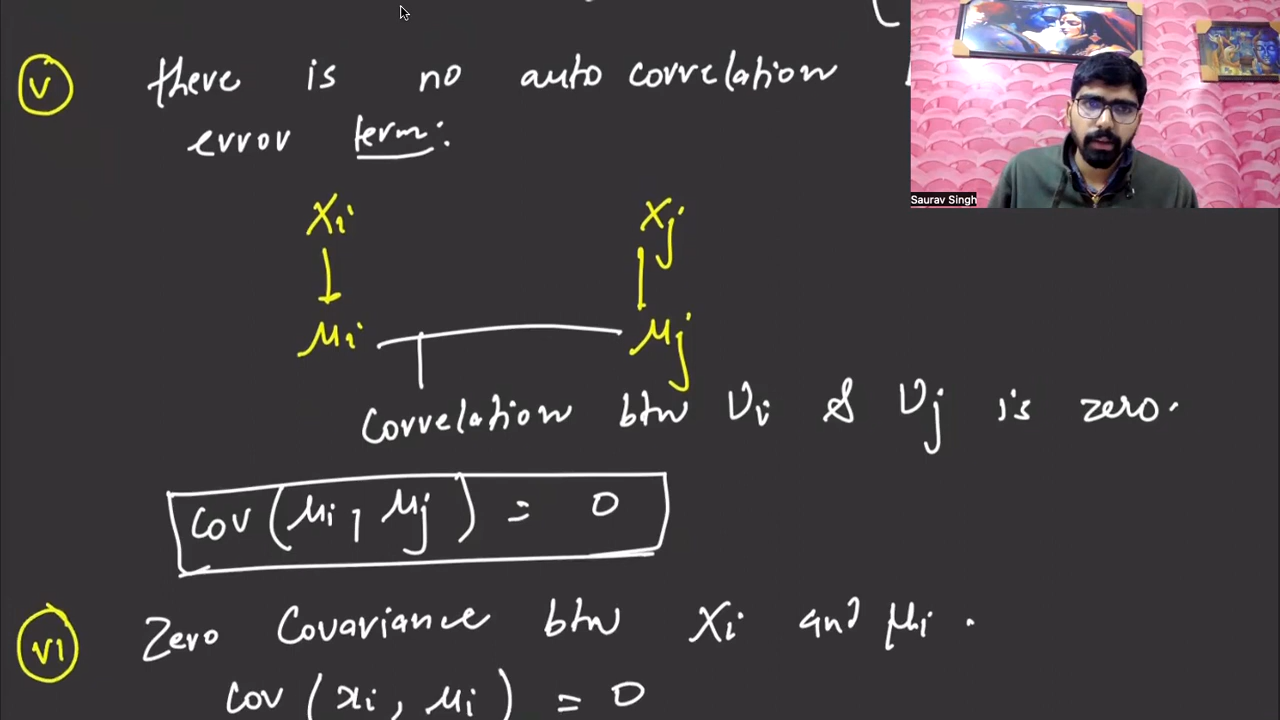 V there is no auto correlation
error term:
Xi Xj
μi μj
Correlation btw Ui & Uj is zero.
Cov (μi, μj) = 0
VI Zero Covariance btw Xi and μi.
Cov (xi, μi) = 0
Saurav Singh